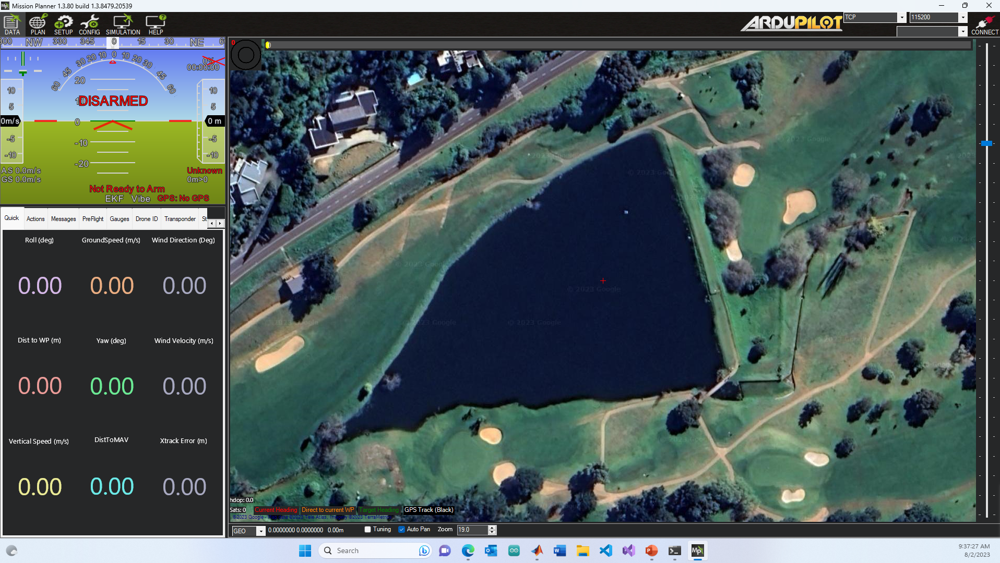 Mission Planner 1.3.80 build 1.3.8479.20539
DATA PLAN SETUP CONFIG SIMULATION HELP
ARDUPILOT
TCP
115200
CONNECT
NW 330 345 0 15 30 NE
60 45 30 20 10 0 10 20 30 45 60
0%
00:00:00
DISARMED
20
10
0
-10
-20
10
5
0m/s
-5
-10
10
5
0 m
-5
-10
AS 0.0m/s
GS 0.0m/s
Unknown
0m>0
Not Ready to Arm
EKF Vibe GPS: No GPS
Quick Actions Messages PreFlight Gauges Drone ID Transponder St
Roll (deg) GroundSpeed (m/s) Wind Direction (Deg)
0.00 0.00 0.00
Dist to WP (m) Yaw (deg) Wind Velocity (m/s)
0.00 0.00 0.00
Vertical Speed (m/s) DistToMAV Xtrack Error (m)
0.00 0.00 0.00
0
© 2023 Google
© 2023 Google
© 2023 Google
hdop: 0.0
Sats: 0 Current Heading Direct to current WP Target Heading GPS Track (Black)
©2023 Google - Map data ©2023 Tele Atlas, Imagery ©2023 TerraMetrics
GEO 0.0000000 0.0000000 0.00m Tuning Auto Pan Zoom 19.0
Search
9:37:27 AM
8/2/2023